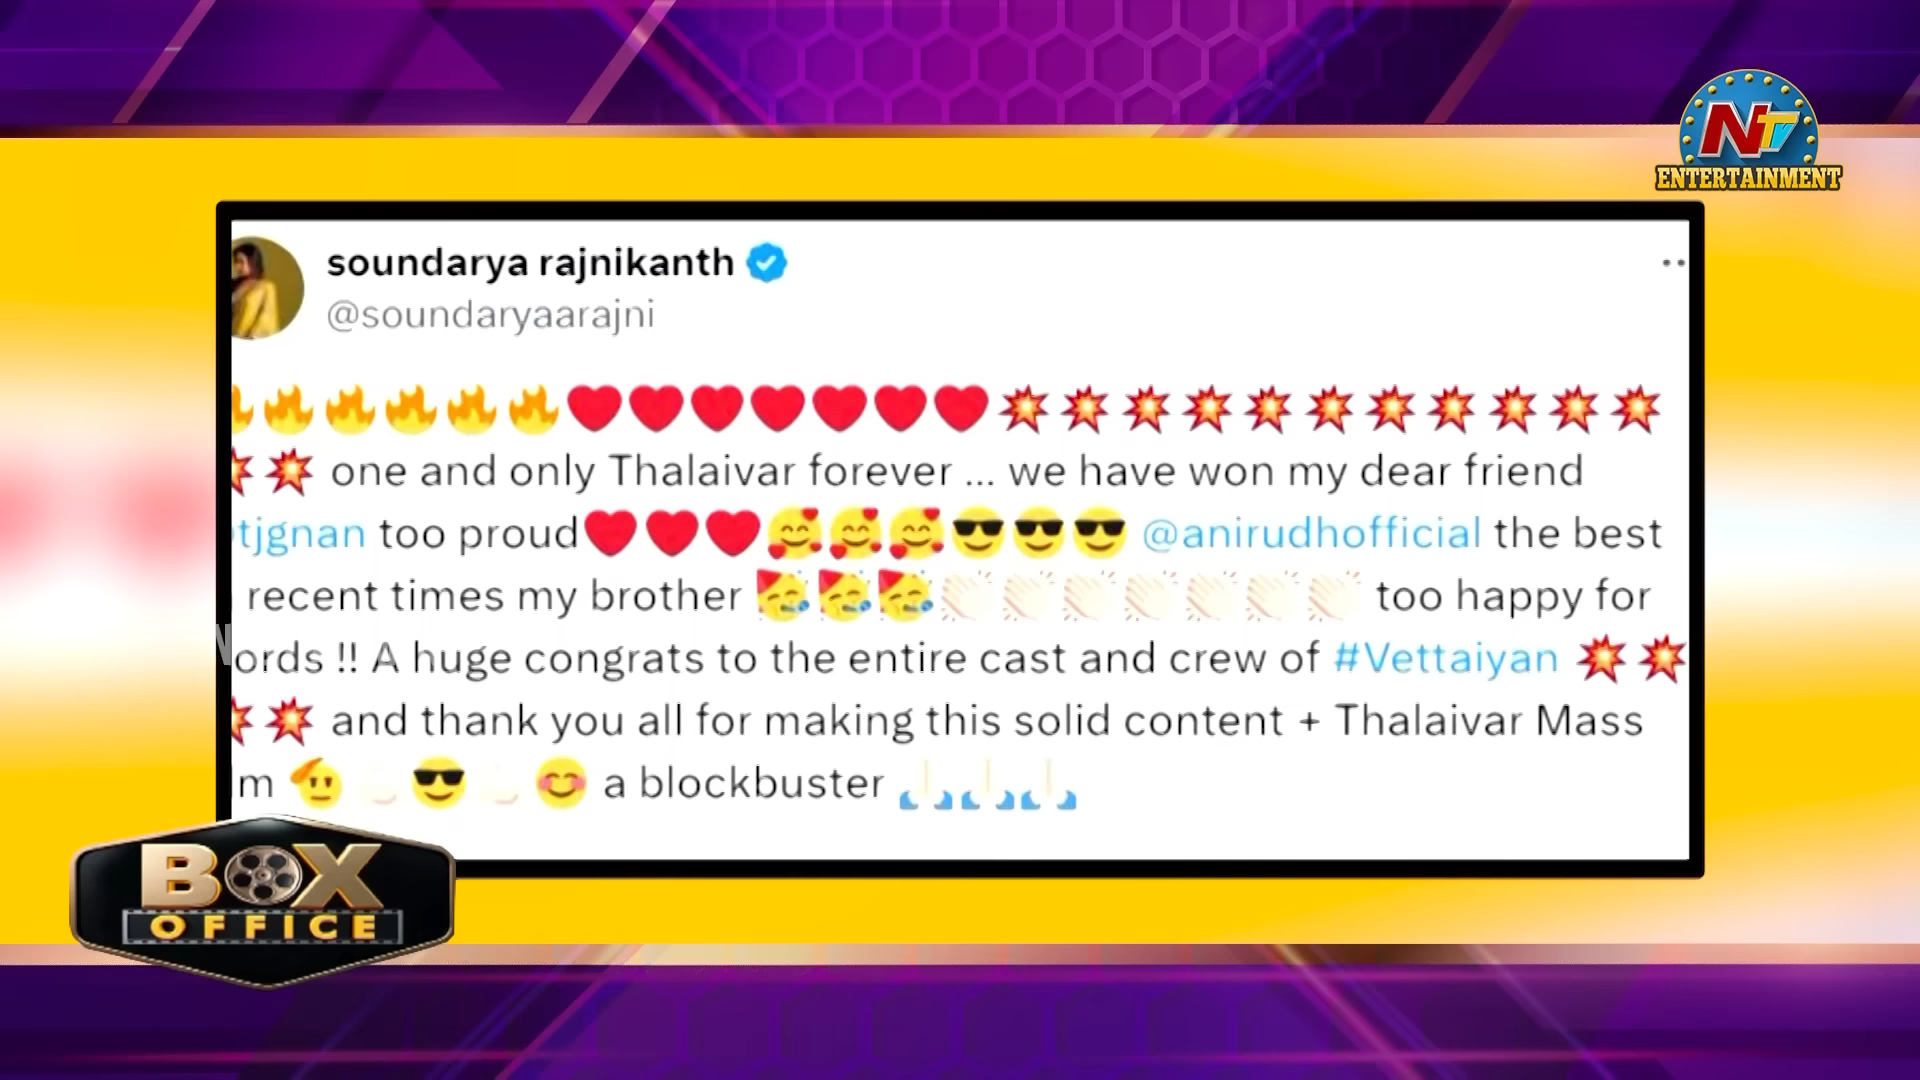 NTV
ENTERTAINMENT
soundarya rajnikanth
@soundaryaarajni
one and only Thalaivar forever ... we have won my dear friend
tjgnan too proud @anirudhofficial the best
recent times my brother too happy for
ords !! A huge congrats to the entire cast and crew of #Vettaiyan
and thank you all for making this solid content + Thalaivar Mass
m a blockbuster
BOX
OFFICE